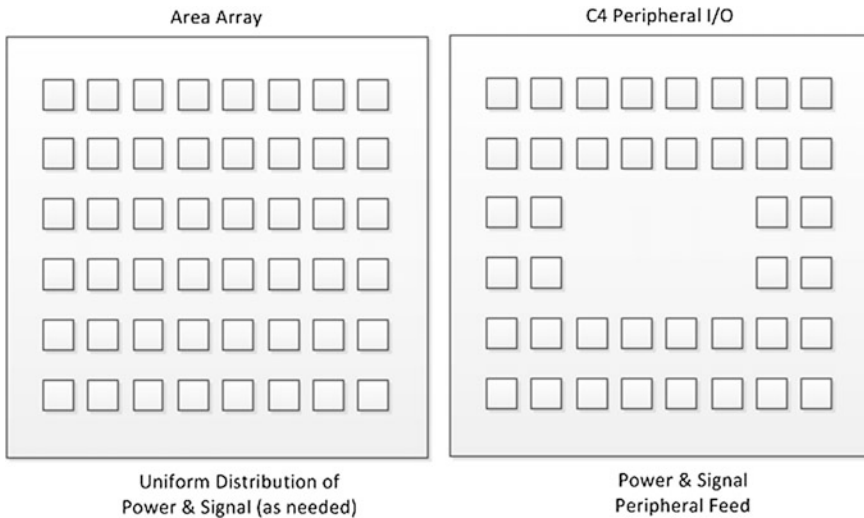 Area Array
C4 Peripheral I/O
Uniform Distribution of
Power & Signal (as needed)
Power & Signal
Peripheral Feed